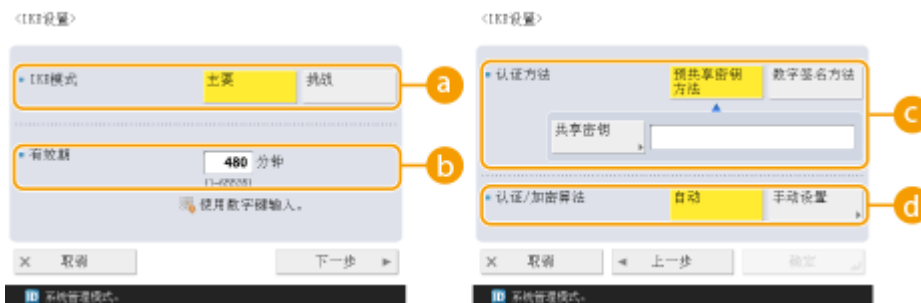 <IKE设置>
IKE模式
主要
挑战
a
有效期
480 分钟
使用数字键输入。
b
× 取消
下一步
ID 系统管理模式。
<IKE设置>
认证方法
预共享密钥
方法
数字签名方法
共享密钥
c
认证/加密算法
自动
手动设置
d
× 取消
上一步
确定
ID 系统管理模式。